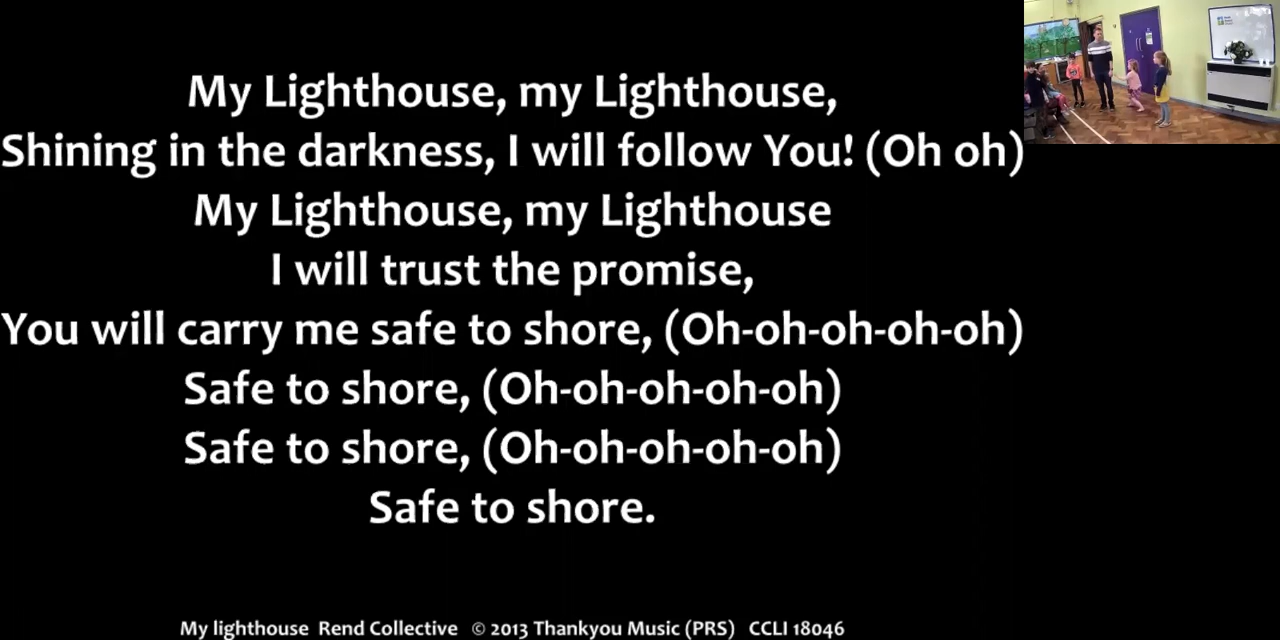 My Lighthouse, my Lighthouse,
Shining in the darkness, I will follow You! (Oh oh)
My Lighthouse, my Lighthouse
I will trust the promise,
You will carry me safe to shore, (Oh-oh-oh-oh-oh)
Safe to shore, (Oh-oh-oh-oh-oh)
Safe to shore, (Oh-oh-oh-oh-oh)
Safe to shore.
My lighthouse Rend Collective © 2013 Thankyou Music (PRS) CCLI 18046